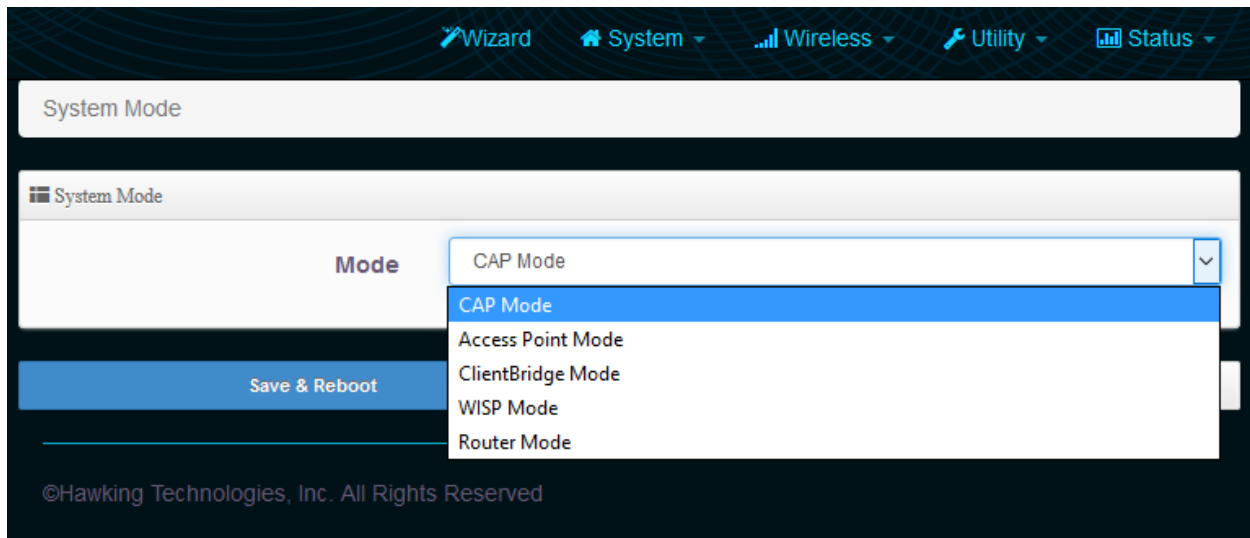 Wizard System Wireless Utility Status
System Mode
System Mode
Mode CAP Mode
CAP Mode
Access Point Mode
ClientBridge Mode
WISP Mode
Router Mode
Save & Reboot
©Hawking Technologies, Inc. All Rights Reserved